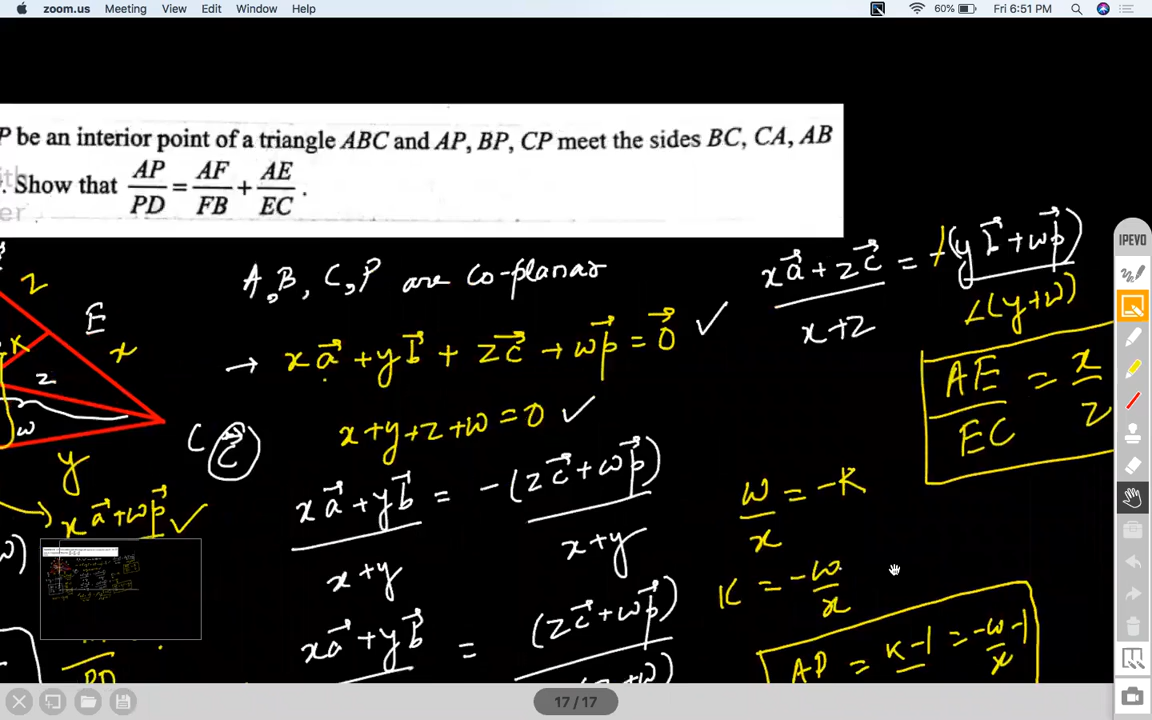 zoom.us Meeting View Edit Window Help 60% Fri 6:51 PM
P be an interior point of a triangle ABC and AP, BP, CP meet the sides BC, CA, AB
. Show that AP/PD = AF/FB + AE/EC .
A, B, C, P are co-planar
→ xa⃗ + yb⃗ + zc⃗ + wp⃗ = 0⃗ ✓
x+y+z+w = 0 ✓
xa⃗ + yb⃗ / x+y = -(zc⃗ + wp⃗) / x+y
xa⃗ + yb⃗ = (zc⃗ + wp⃗)
xa⃗ + zc⃗ / x+z = -(yb⃗ + wp⃗) / -(y+w)
AE/EC = x/z
w/x = -K
K = -w/x
AP = K-1 = -w/x -1
z
E
K
x
z
w
y
C (c⃗)
xa⃗ + wp⃗ ✓
PD
IPEVO
17 / 17